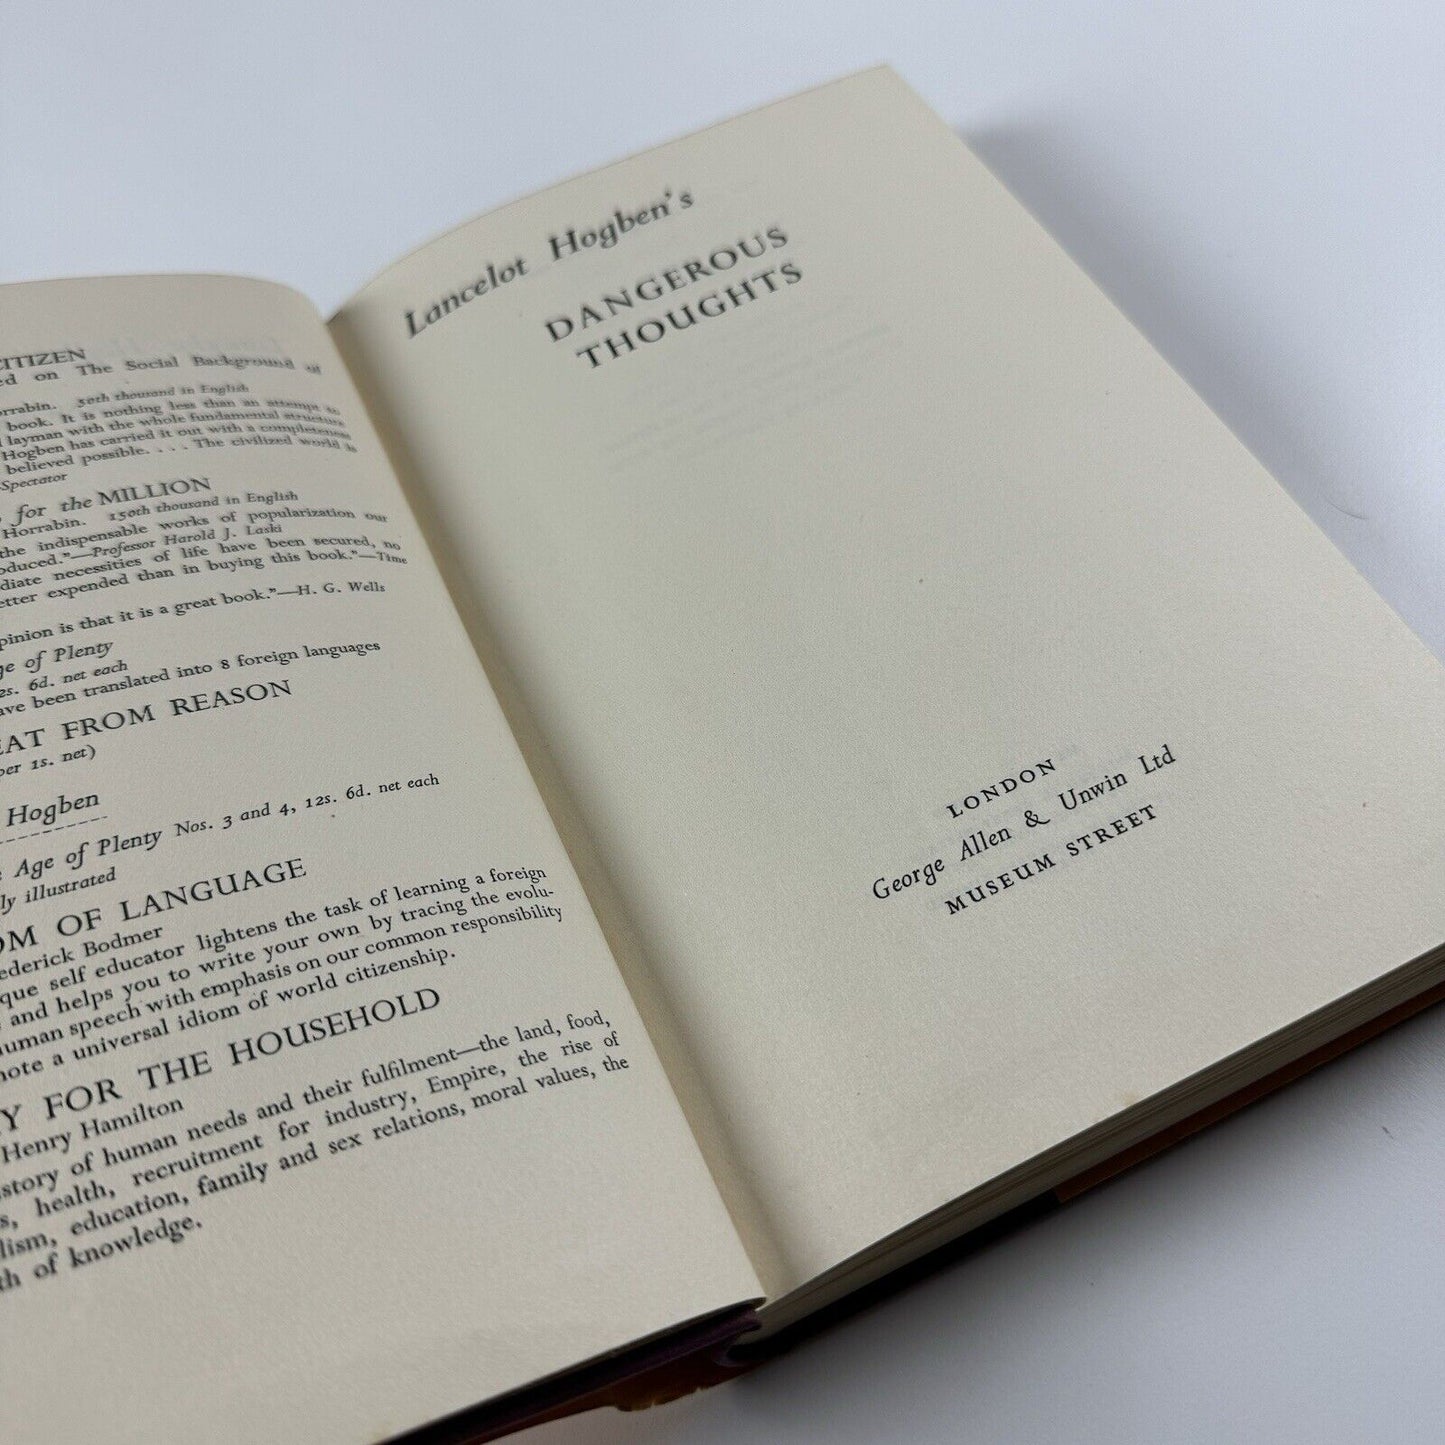 CITIZEN
ed on The Social Background of
orrabin. 50th thousand in English
book. It is nothing less than an attempt to
layman with the whole fundamental structure
Hogben has carried it out with a completeness
believed possible. . . . The civilized world is
-Spectator
for the MILLION
Horrabin. 150th thousand in English
the indispensable works of popularization our
oduced."—Professor Harold J. Laski
diate necessities of life have been secured, no
etter expended than in buying this book."—Time
pinion is that it is a great book."—H. G. Wells
ge of Plenty
2s. 6d. net each
ave been translated into 8 foreign languages
EAT FROM REASON
per 1s. net)
Hogben
Age of Plenty Nos. 3 and 4, 12s. 6d. net each
ly illustrated
OM OF LANGUAGE
ederick Bodmer
que self educator lightens the task of learning a foreign
and helps you to write your own by tracing the evolu-
human speech with emphasis on our common responsibility
mote a universal idiom of world citizenship.
Y FOR THE HOUSEHOLD
Henry Hamilton
story of human needs and their fulfilment—the land, food,
s, health, recruitment for industry, Empire, the rise of
lism, education, family and sex relations, moral values, the
th of knowledge.
Lancelot Hogben's
DANGEROUS
THOUGHTS
LONDON
George Allen & Unwin Ltd
MUSEUM STREET